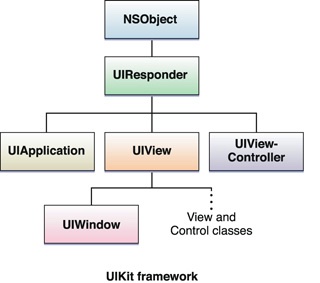 NSObject
UIResponder
UIApplication
UIView
UIView-
Controller
UIWindow
View and
Control classes
UIKit framework